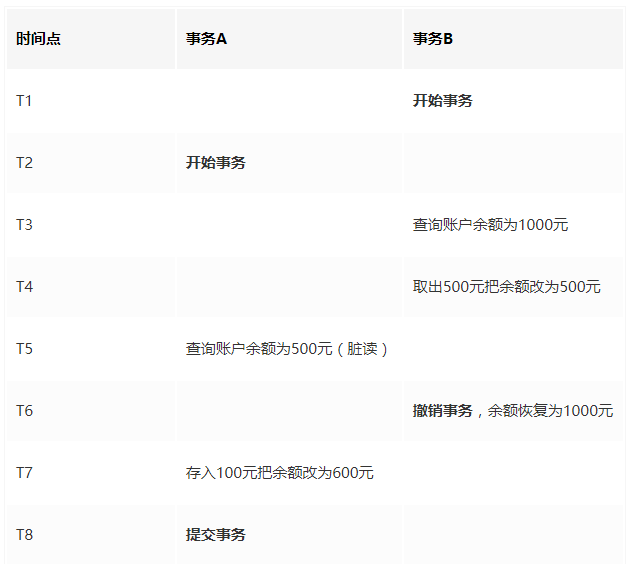 时间点 事务A 事务B
T1 开始事务
T2 开始事务
T3 查询账户余额为1000元
T4 取出500元把余额改为500元
T5 查询账户余额为500元（脏读）
T6 撤销事务，余额恢复为1000元
T7 存入100元把余额改为600元
T8 提交事务